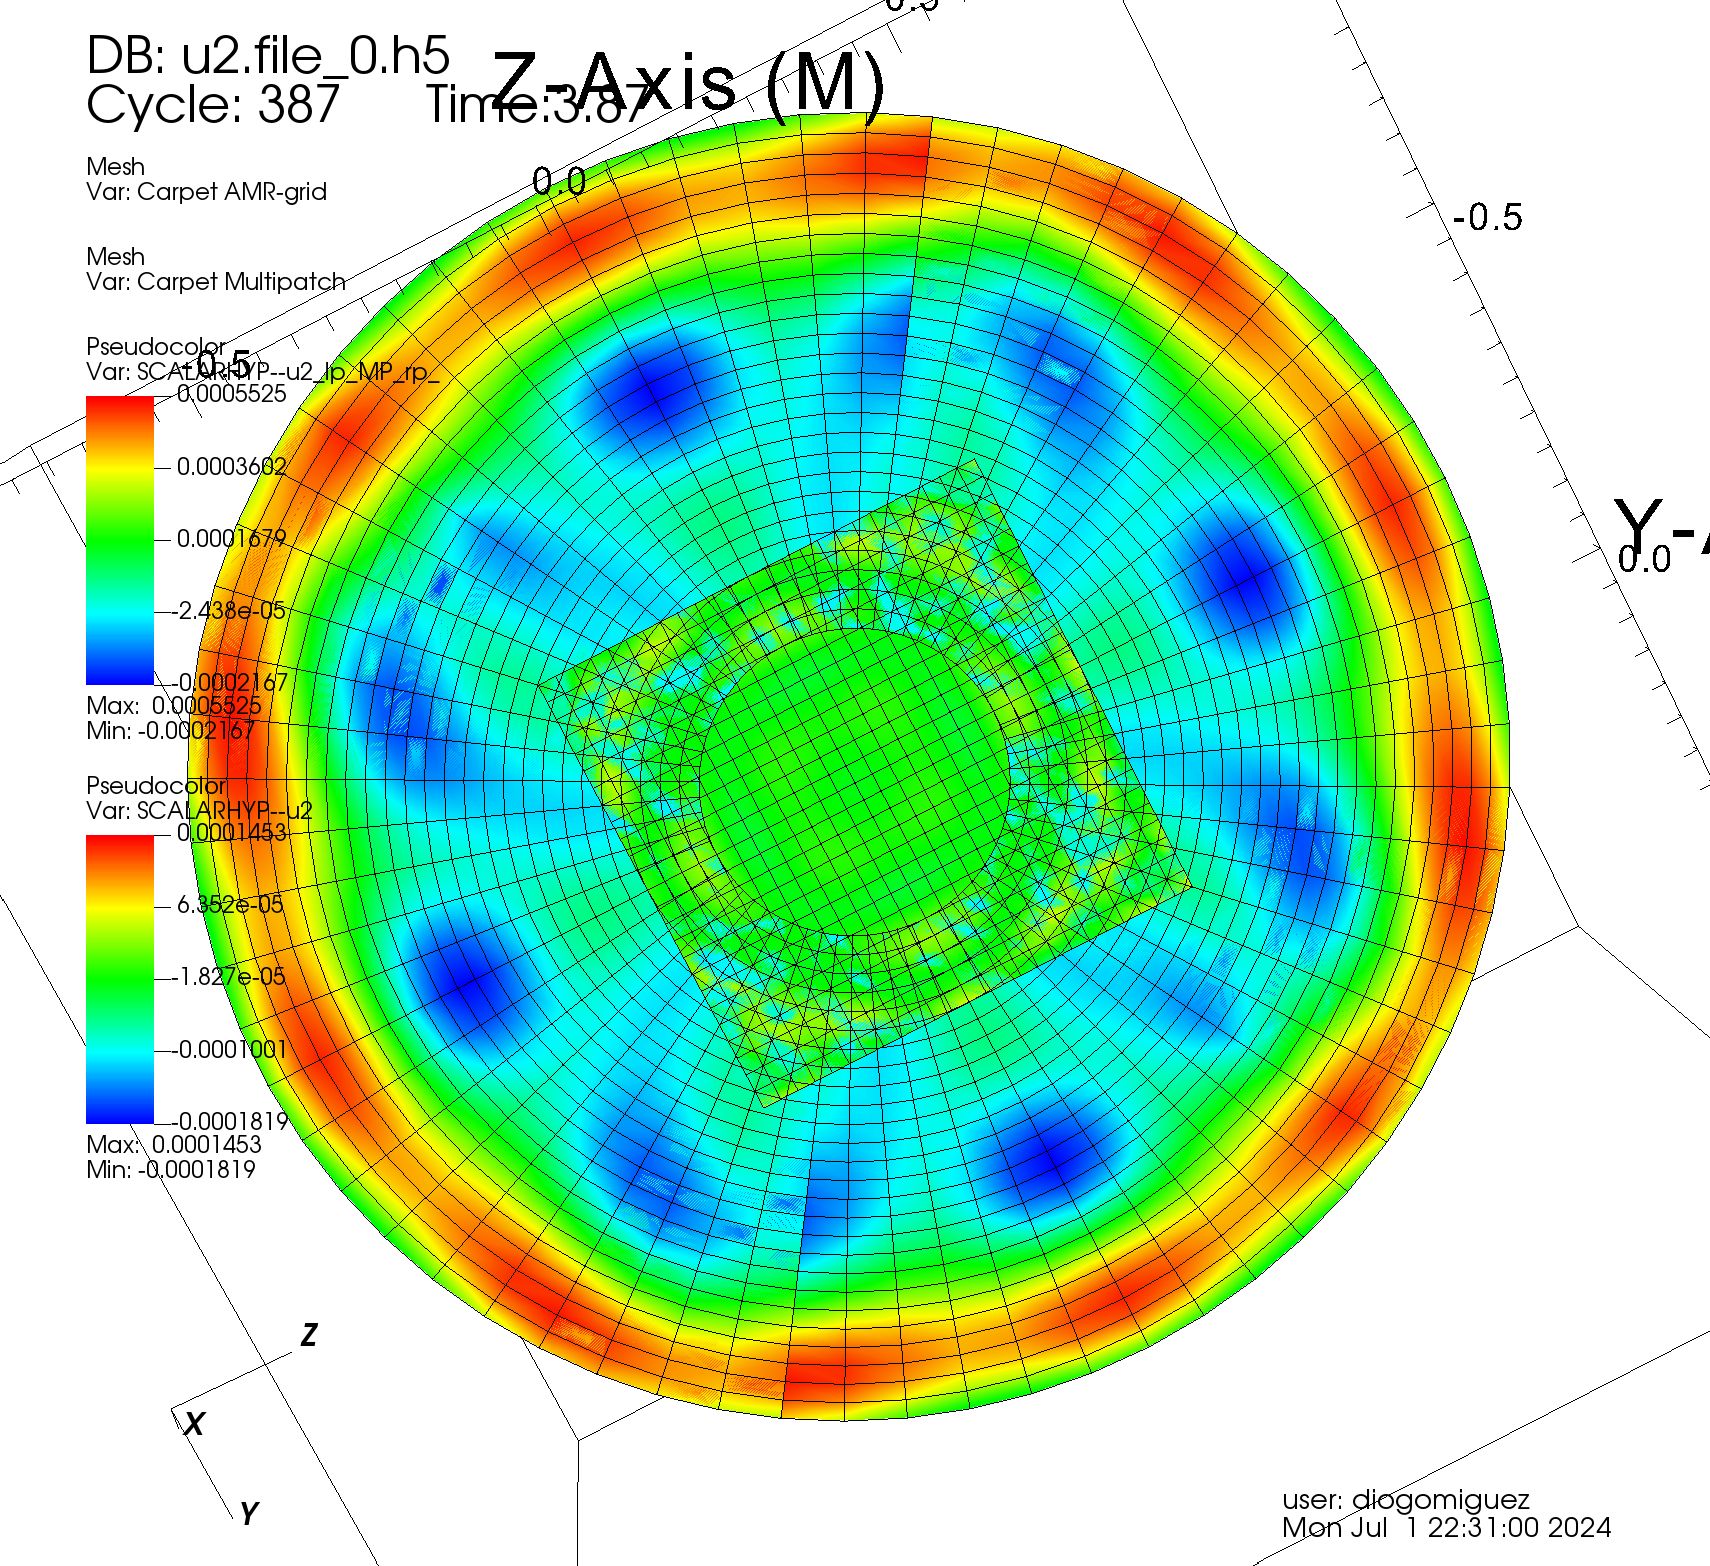 0.5
DB: u2.file_0.h5
Z-Axis (M)
Cycle: 387 Time:3.87
Mesh
Var: Carpet AMR-grid
0.0
-0.5
Mesh
Var: Carpet Multipatch
Pseudocolor
-0.5
Var: SCALARHYP--u2_lp_MP_rp_
0.0005525
0.0003602
0.0001679
-2.438e-05
-0.0002167
Max: 0.0005525
Min: -0.0002167
Y-A
0.0
Pseudocolor
Var: SCALARHYP--u2
0.0001453
6.352e-05
-1.827e-05
-0.0001001
-0.0001819
Max: 0.0001453
Min: -0.0001819
Z
X
Y
user: diogomiguez
Mon Jul 1 22:31:00 2024